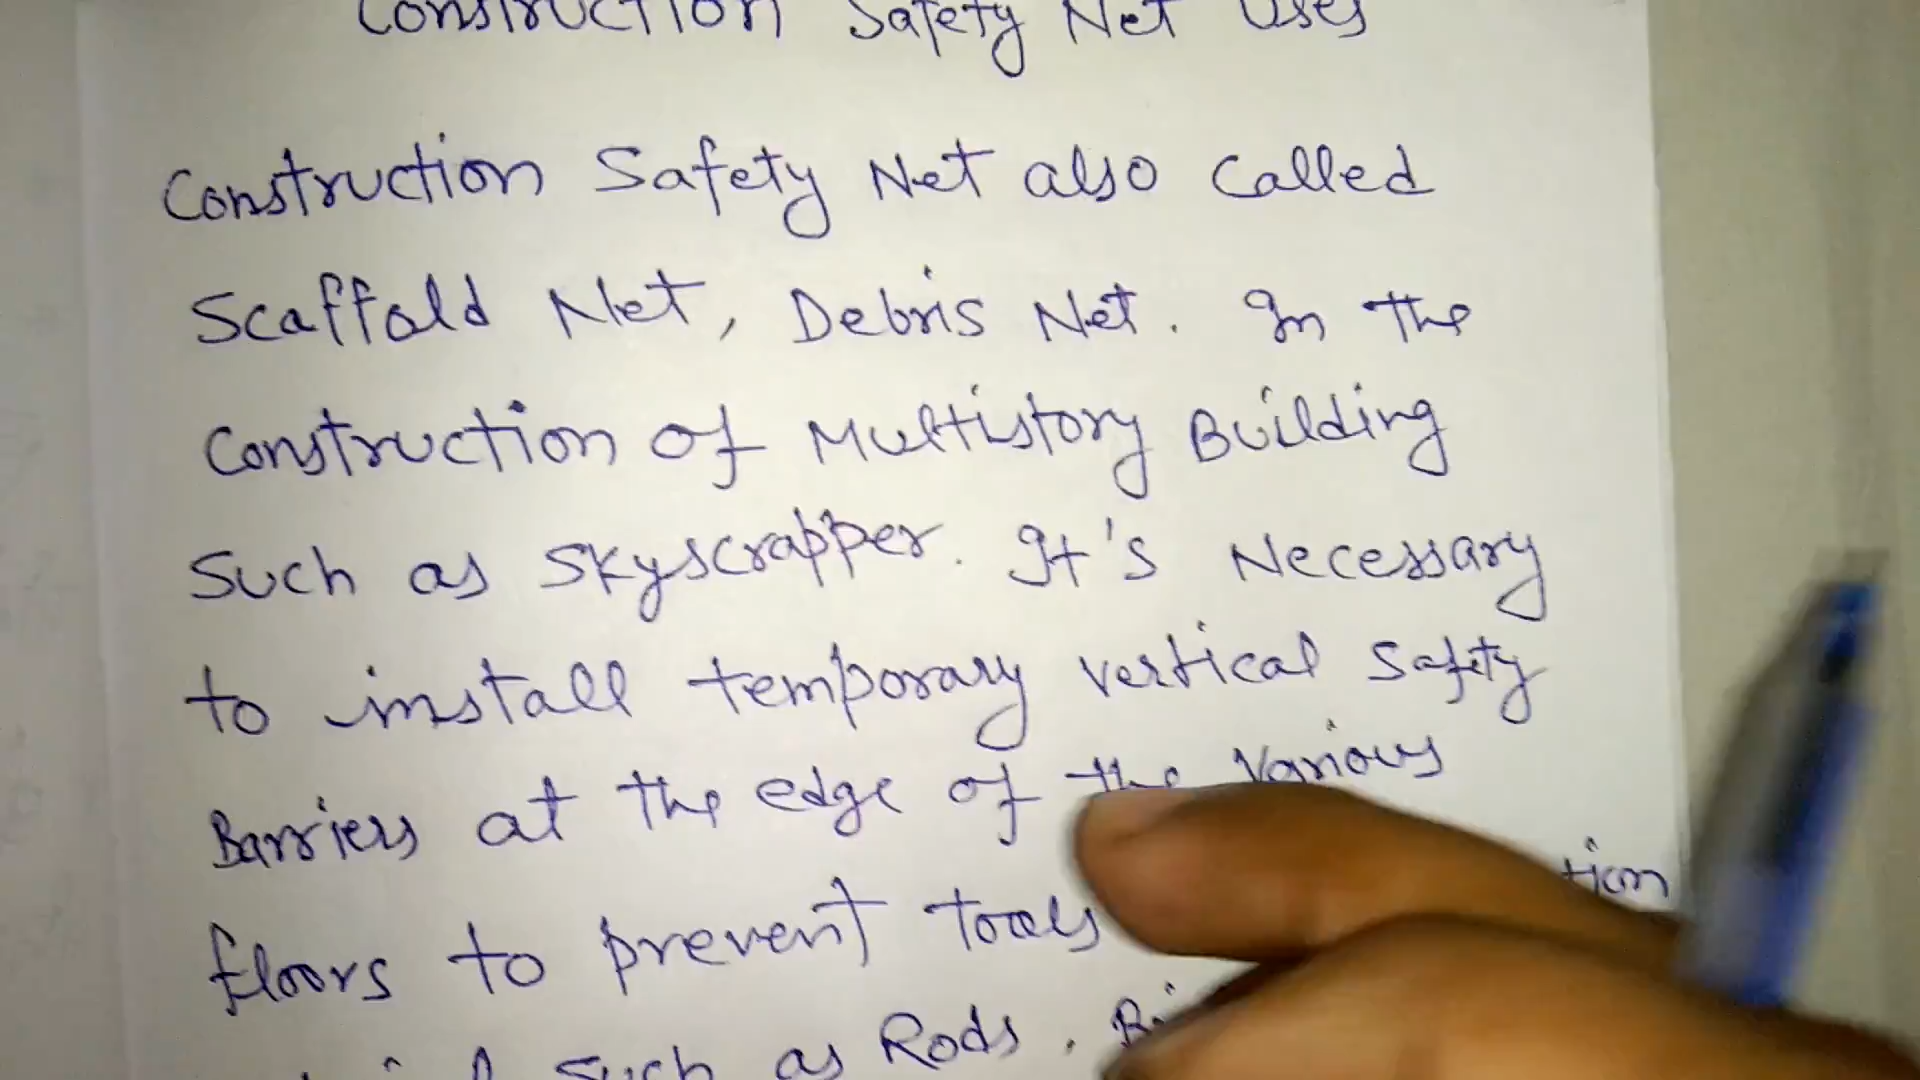 Construction Safety Net Uses
Construction Safety Net also called
Scaffold Net, Debris Net. In the
Construction of Multistory Building
Such as Skyscrapper. It's Necessary
to install temporary vertical Safety
Barriers at the edge of the Various
floors to prevent tools
Such as Rods,